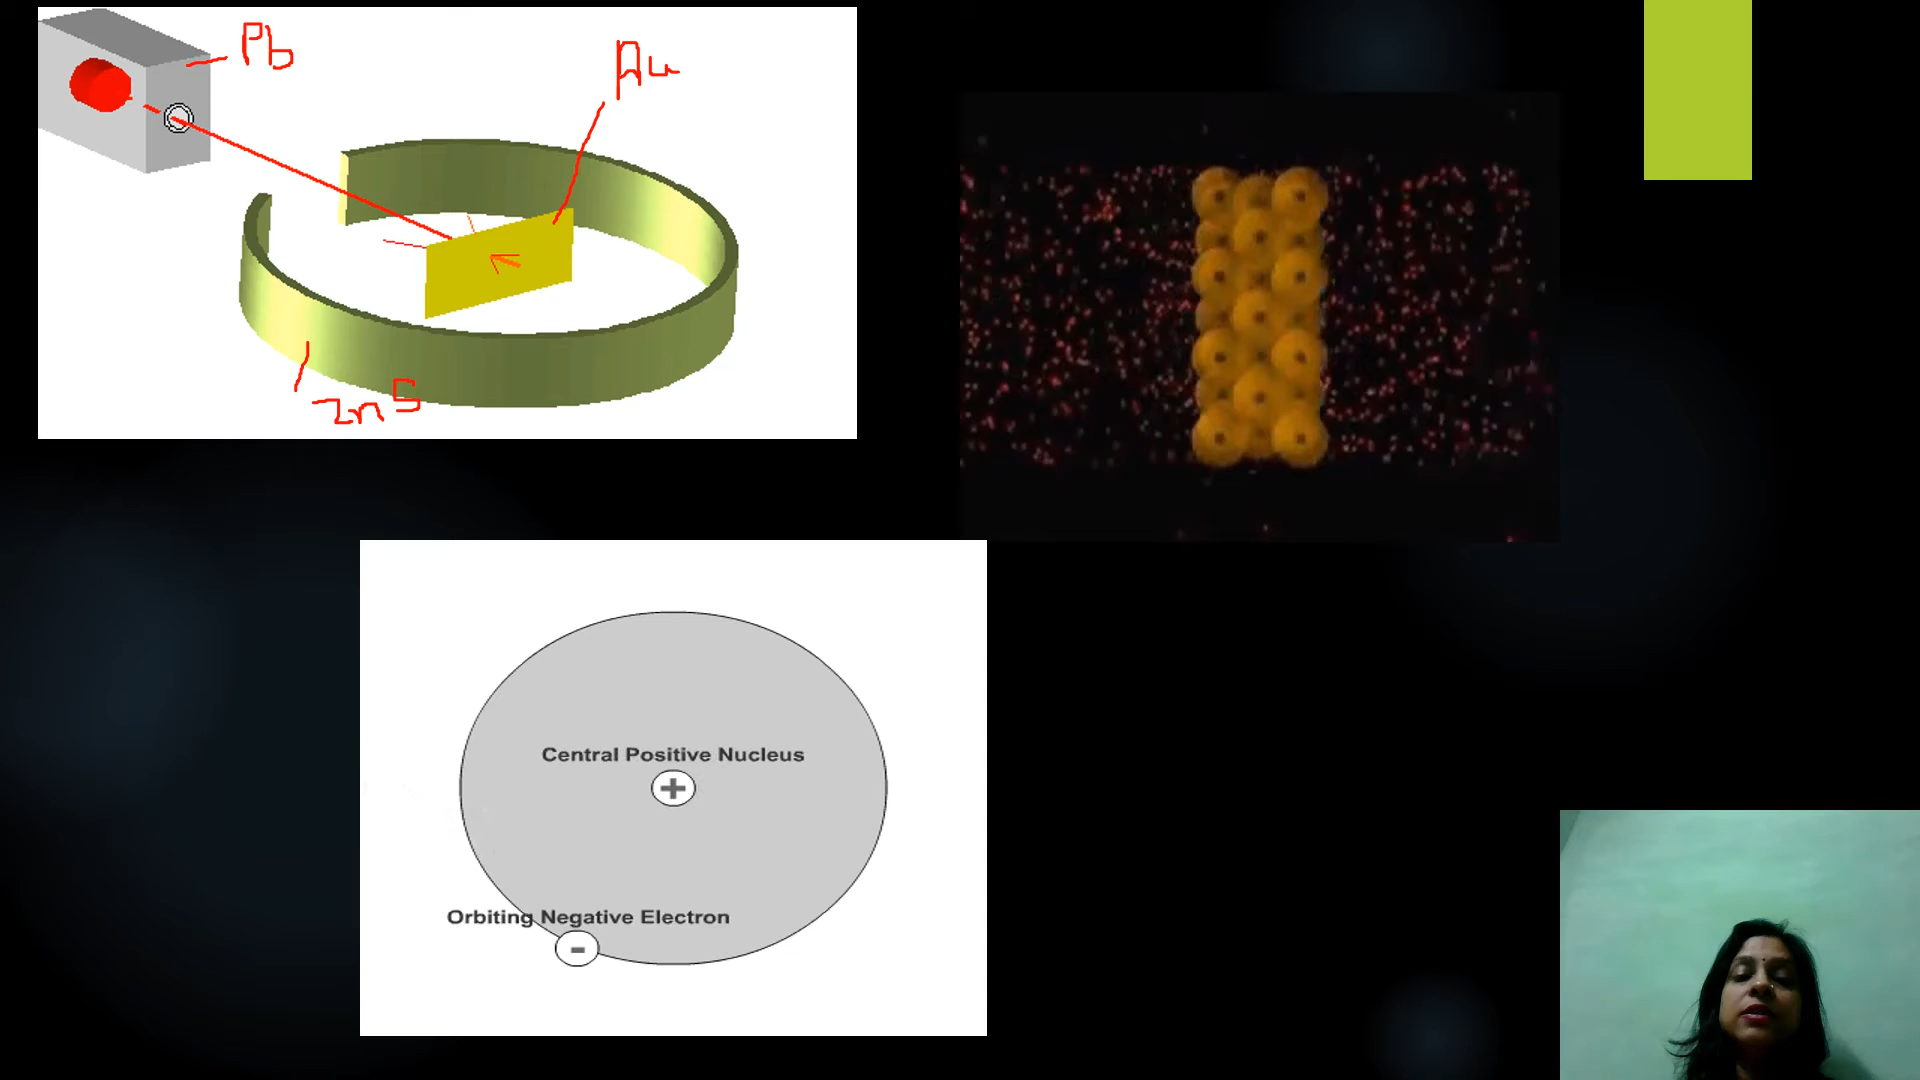 Pb
Au
ZnS
Central Positive Nucleus
+
Orbiting Negative Electron
-